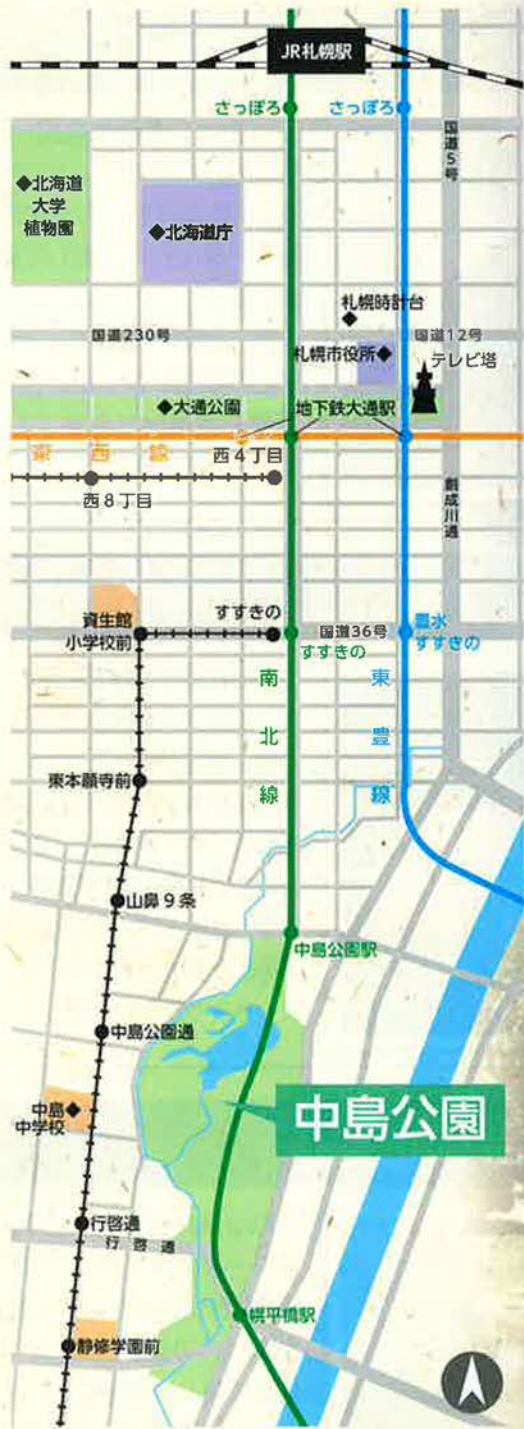 JR札幌駅
さっぽろ
さっぽろ
国道5号
◆北海道
大学
植物園
◆北海道庁
札幌時計台
◆
国道230号
国道12号
札幌市役所◆
テレビ塔
◆大通公園
地下鉄大通駅
東西線
西4丁目
西8丁目
創成川通
資生館
小学校前
すすきの
国道36号
すすきの
豊水
すすきの
南北線
東豊線
東本願寺前
山鼻9条
中島公園駅
中島公園通
中島◆
中学校
中島公園
行啓通
行啓通
幌平橋駅
静修学園前